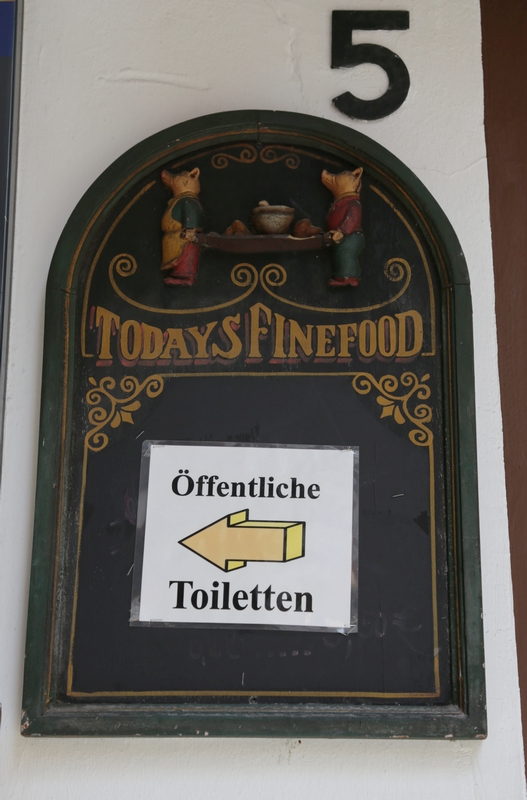 5
TODAYS FINEFOOD
Öffentliche
Toiletten